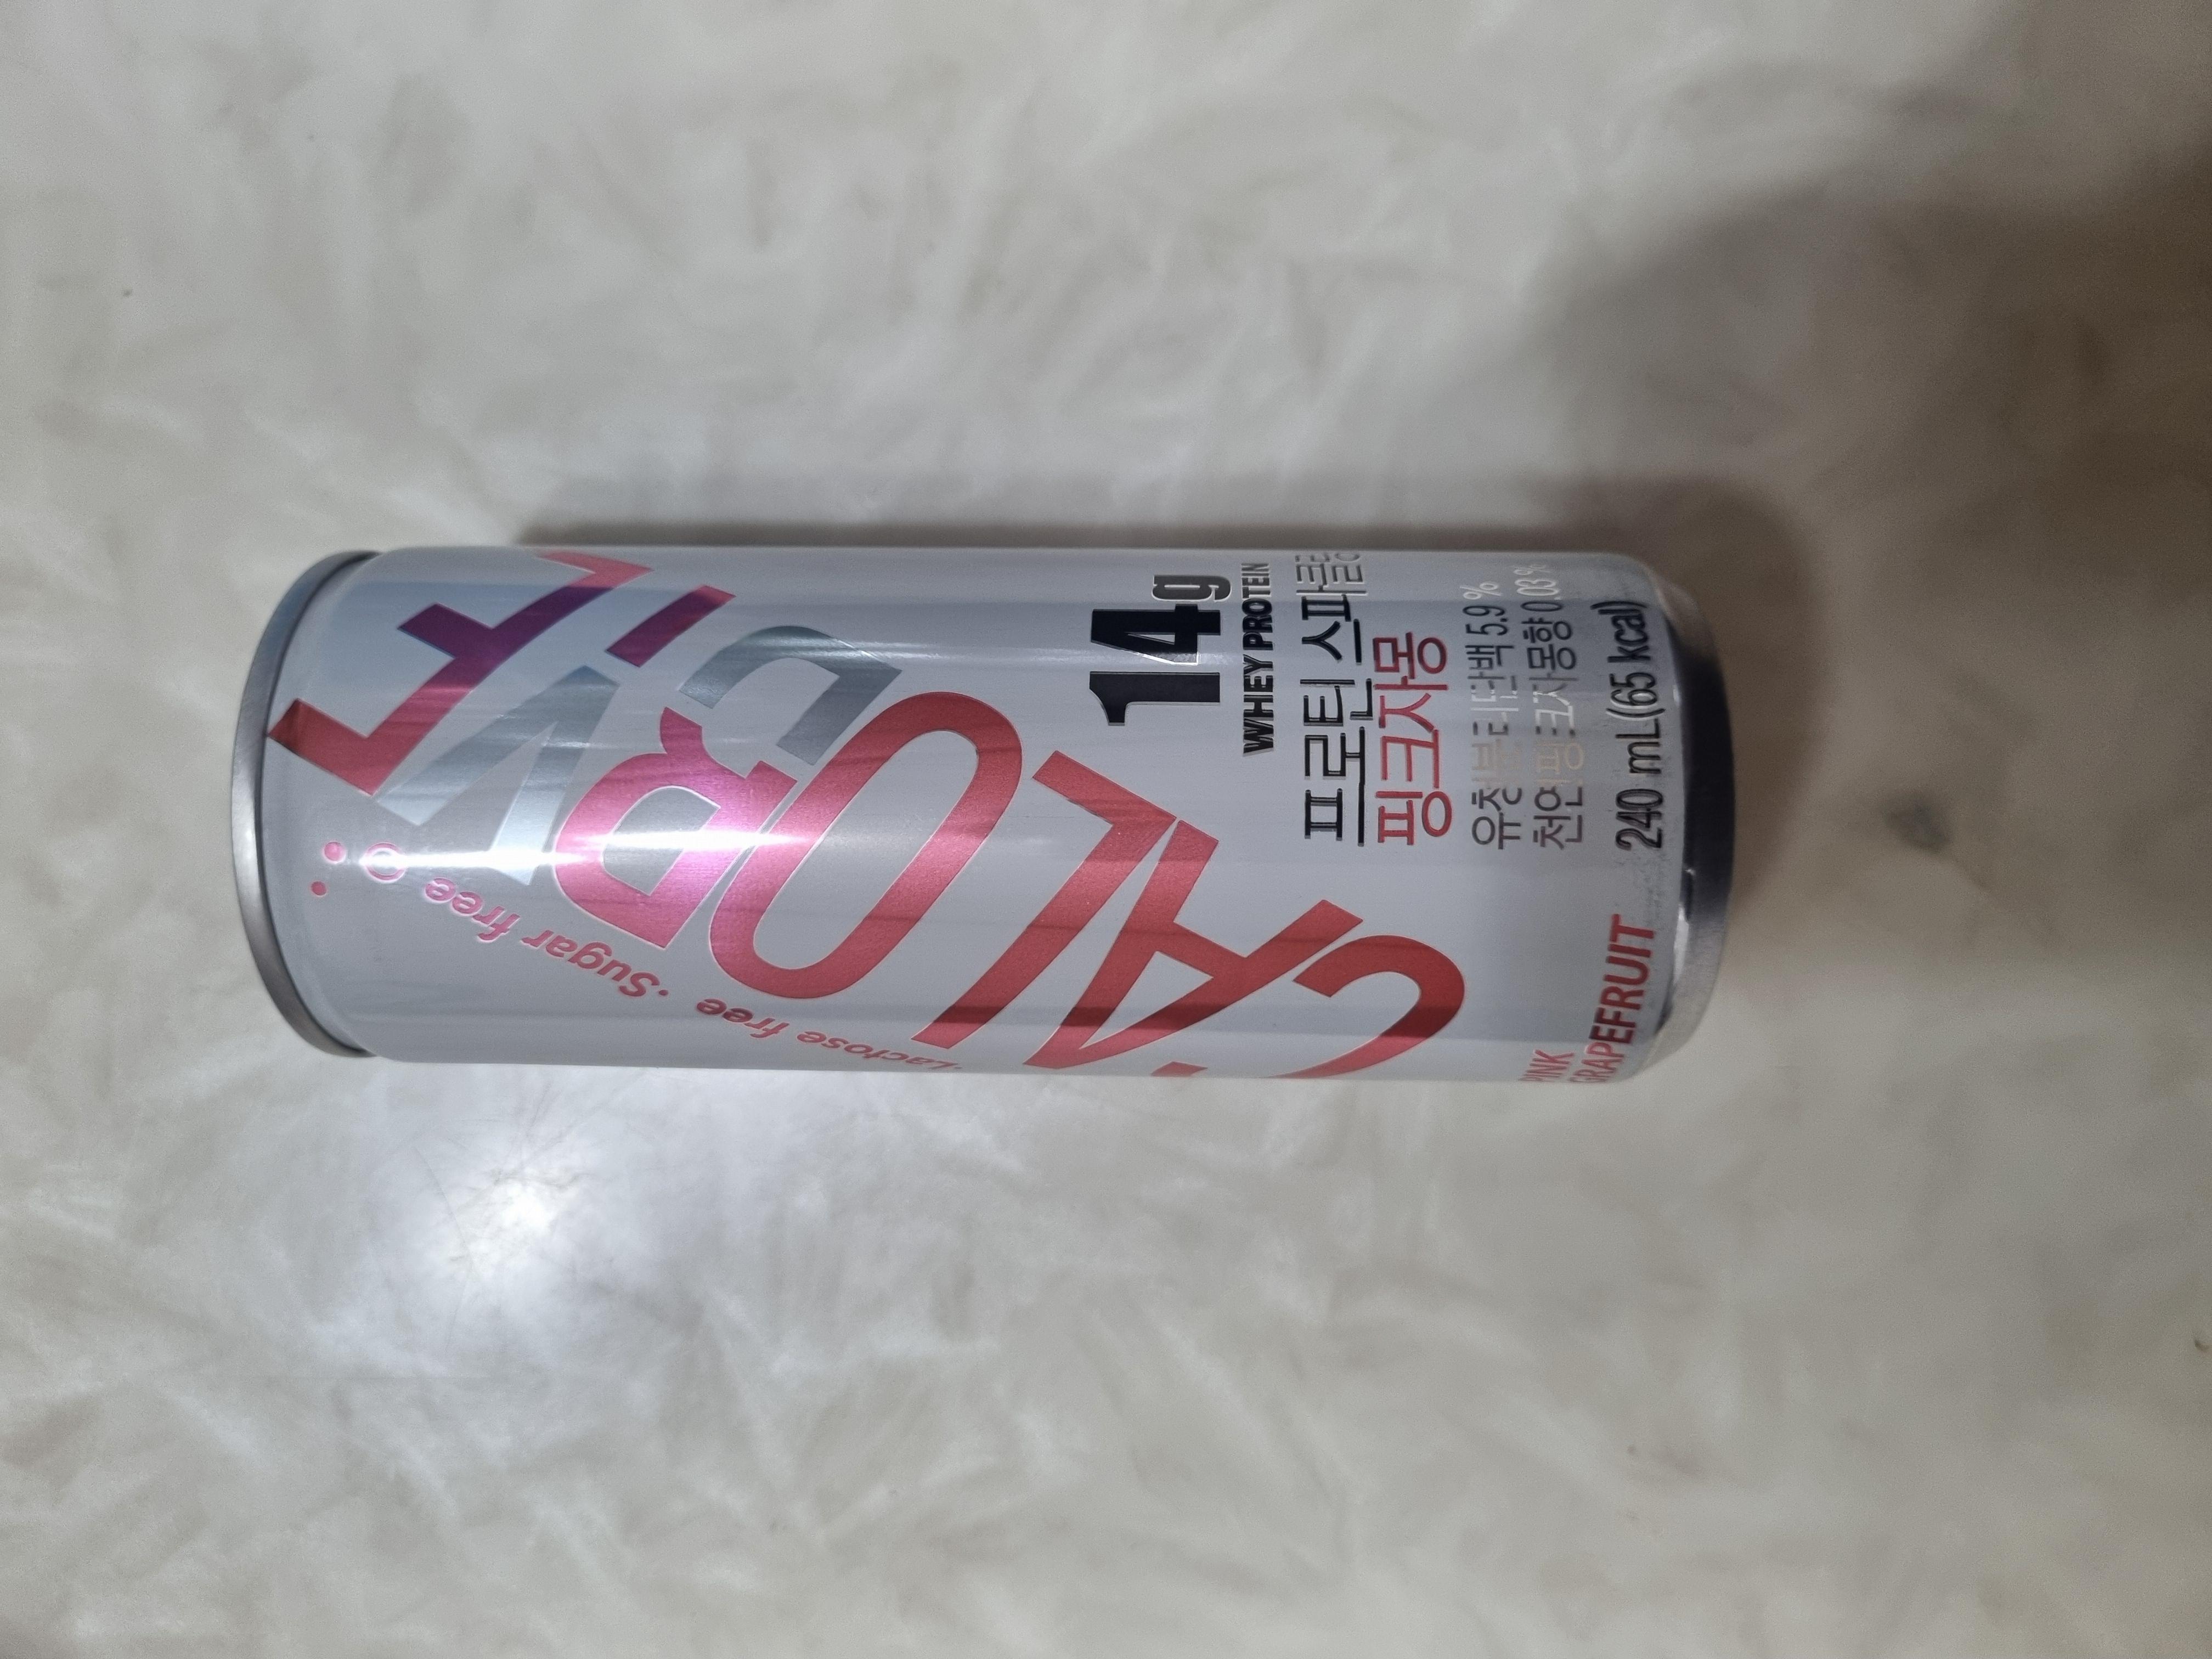 CALOBYE
.Lactose free .Sugar free
14g
WHEY PROTEIN
프로틴 스파클링
핑크자몽
유청분리단백 5.9 %
천연핑크자몽향 0.03 %
240 mL(65 kcal)
PINK
GRAPEFRUIT